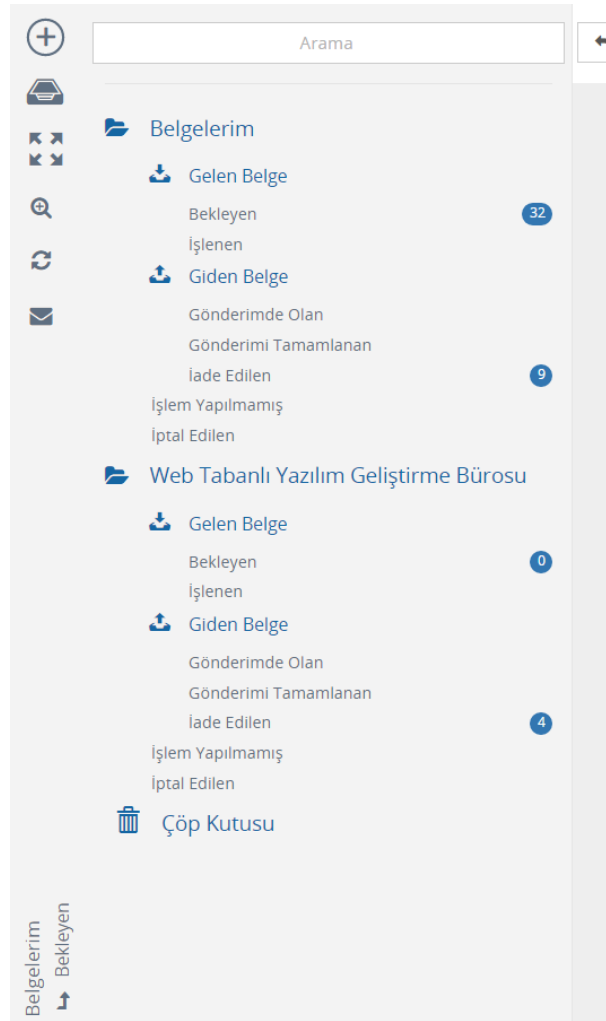 Arama
Belgelerim
Gelen Belge
Bekleyen 32
İşlenen
Giden Belge
Gönderimde Olan
Gönderimi Tamamlanan
İade Edilen 9
İşlem Yapılmamış
İptal Edilen
Web Tabanlı Yazılım Geliştirme Bürosu
Gelen Belge
Bekleyen 0
İşlenen
Giden Belge
Gönderimde Olan
Gönderimi Tamamlanan
İade Edilen 4
İşlem Yapılmamış
İptal Edilen
Çöp Kutusu
Belgelerim
Bekleyen